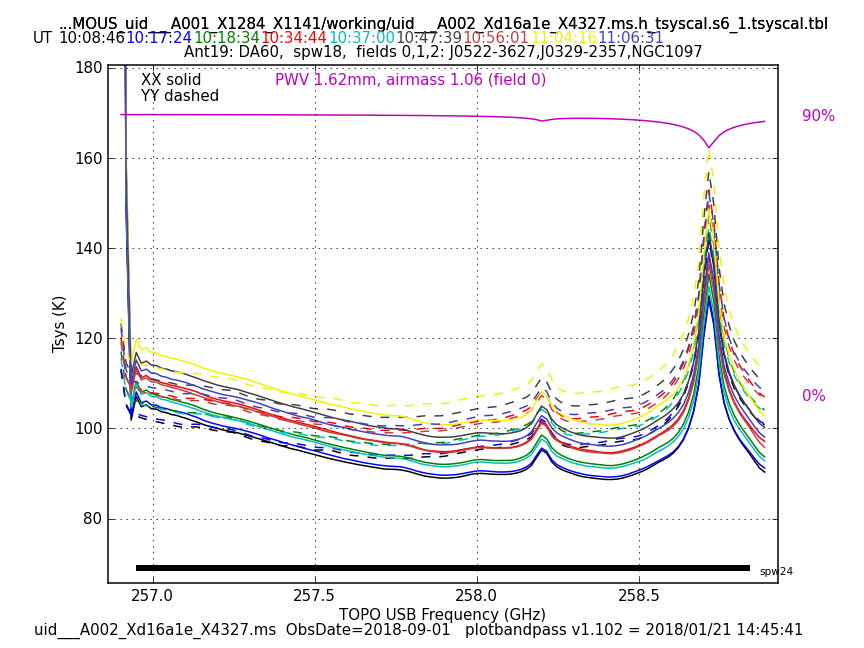 ...MOUS_uid___A001_X1284_X1141/working/uid___A002_Xd16a1e_X4327.ms.h_tsyscal.s6_1.tsyscal.tbl
UT 10:08:46 10:17:24 10:18:34 10:34:44 10:37:00 10:47:39 10:56:01 11:04:16 11:06:31
Ant19: DA60, spw18, fields 0,1,2: J0522-3627,J0329-2357,NGC1097
XX solid
YY dashed
PWV 1.62mm, airmass 1.06 (field 0)
90%
0%
180
160
140
120
100
80
Tsys (K)
spw24
257.0 257.5 258.0 258.5
TOPO USB Frequency (GHz)
uid___A002_Xd16a1e_X4327.ms ObsDate=2018-09-01 plotbandpass v1.102 = 2018/01/21 14:45:41